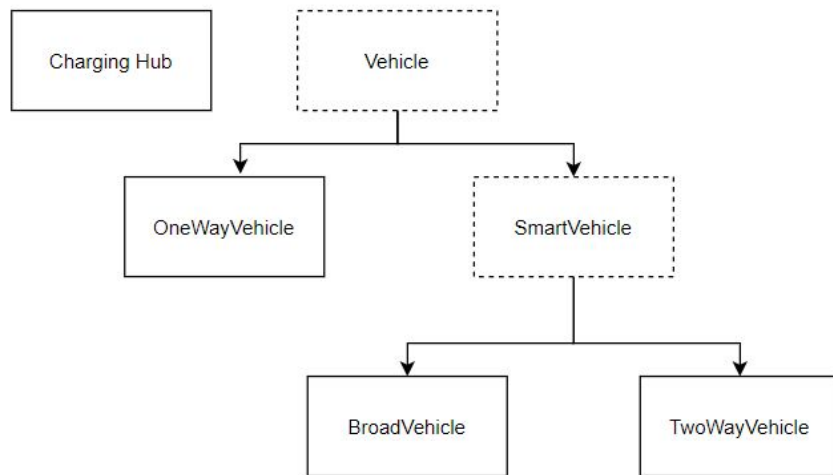 Charging Hub
Vehicle
OneWayVehicle
SmartVehicle
BroadVehicle
TwoWayVehicle